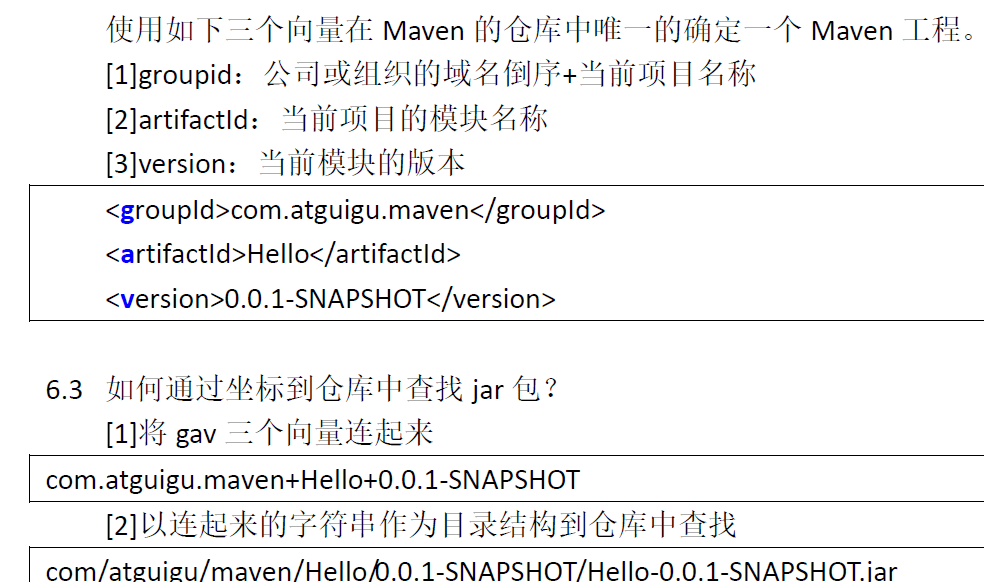 使用如下三个向量在 Maven 的仓库中唯一的确定一个 Maven 工程。
[1]groupid：公司或组织的域名倒序+当前项目名称
[2]artifactId：当前项目的模块名称
[3]version：当前模块的版本
<groupId>com.atguigu.maven</groupId>
<artifactId>Hello</artifactId>
<version>0.0.1-SNAPSHOT</version>
6.3 如何通过坐标到仓库中查找 jar 包？
[1]将 gav 三个向量连起来
com.atguigu.maven+Hello+0.0.1-SNAPSHOT
[2]以连起来的字符串作为目录结构到仓库中查找
com/atguigu/maven/Hello/0.0.1-SNAPSHOT/Hello-0.0.1-SNAPSHOT.jar